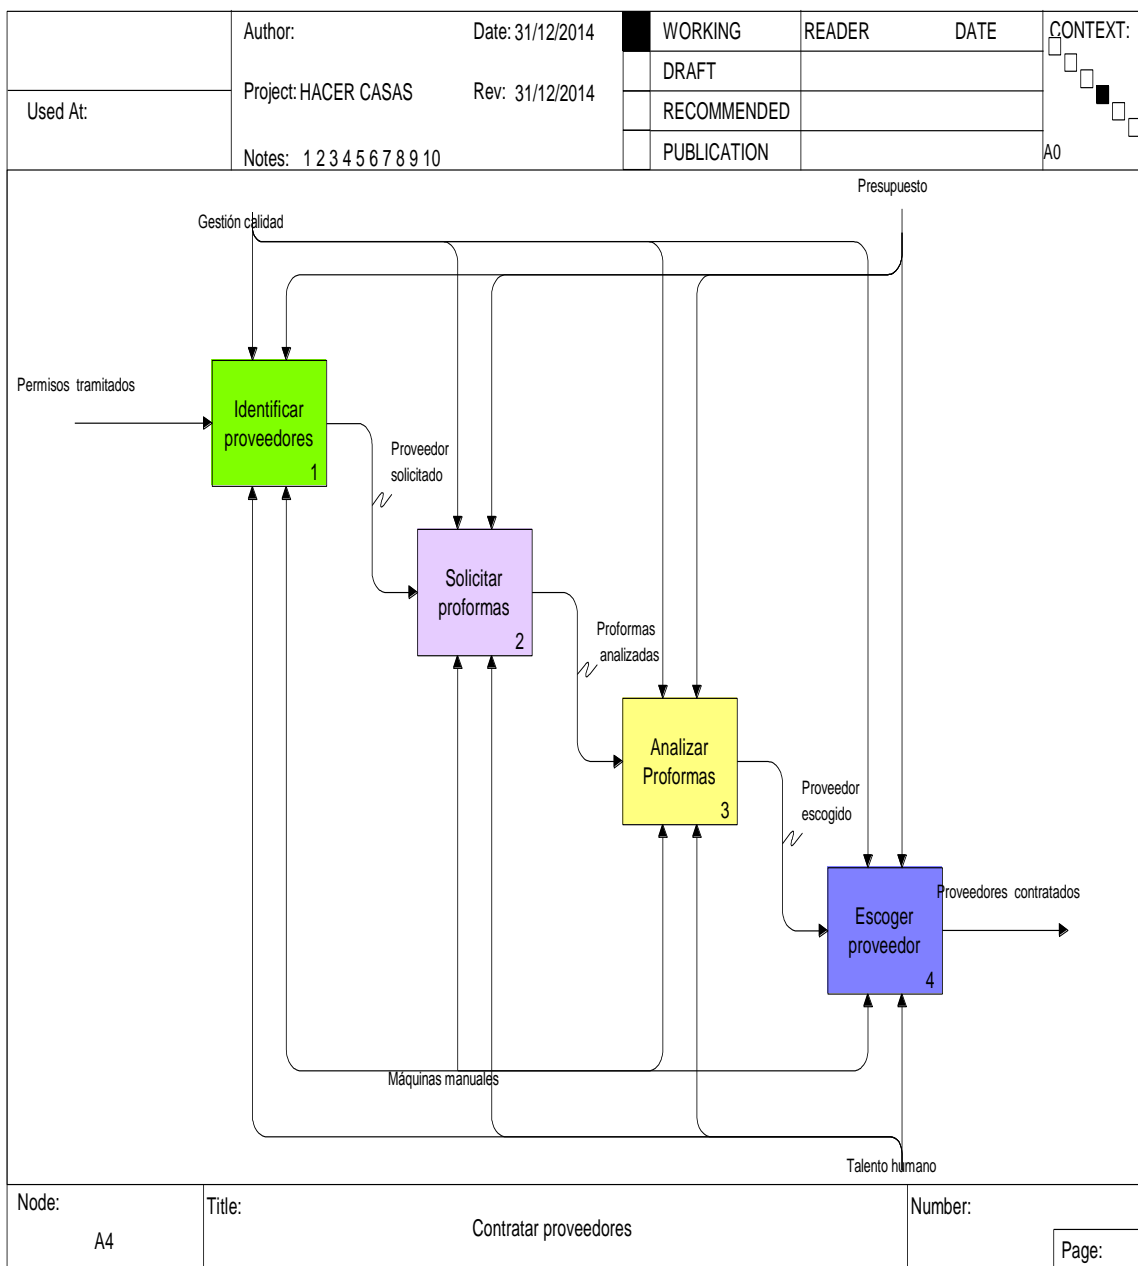 Used At:
Author:
Date: 31/12/2014
Project: HACER CASAS
Rev: 31/12/2014
Notes: 1 2 3 4 5 6 7 8 9 10
WORKING
DRAFT
RECOMMENDED
PUBLICATION
READER
DATE
CONTEXT:
A0
Presupuesto
Gestión calidad
Permisos tramitados
Identificar
proveedores
1
Proveedor
solicitado
Solicitar
proformas
2
Proformas
analizadas
Analizar
Proformas
3
Proveedor
escogido
Escoger
proveedor
4
Proveedores contratados
Máquinas manuales
Talento humano
Node:
A4
Title:
Contratar proveedores
Number:
Page: